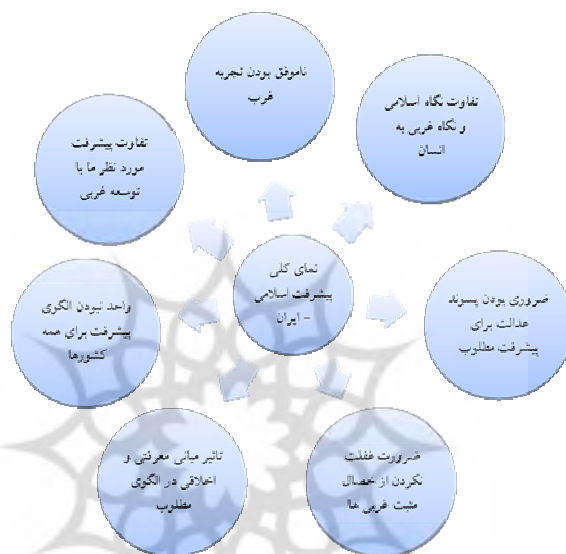 ناموفق بودن تجربه
غرب
تفاوت نگاه اسلامی
و نگاه غربی به
انسان
تفاوت پیشرفت
مورد نظر ما با
توسعه غربی
نمای کلی
پیشرفت اسلامی
- ایران
ضروری بودن پسوند
عدالت برای
پیشرفت مطلوب
واحد نبودن الگوی
پیشرفت برای همه
کشورها
ضرورت غفلت
نکردن از خصال
مثبت غربی ها
تاثیر مبانی معرفتی و
اخلاقی در الگوی
مطلوب